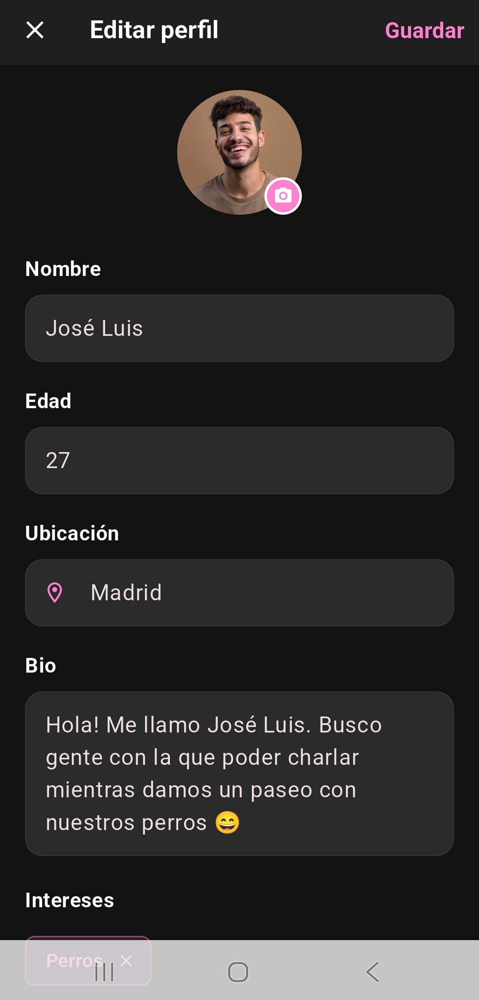 Editar perfil
Guardar
Nombre
José Luis
Edad
27
Ubicación
Madrid
Bio
Hola! Me llamo José Luis. Busco
gente con la que poder charlar
mientras damos un paseo con
nuestros perros 😄
Intereses
Perros